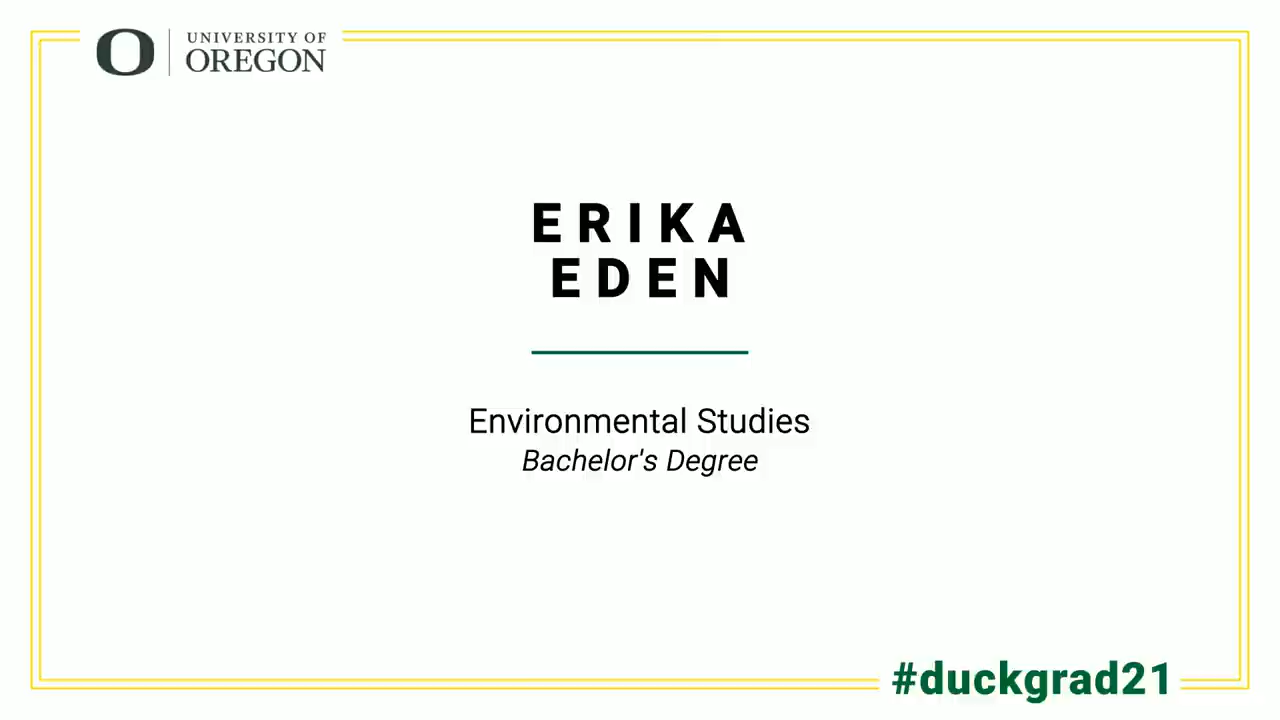 UNIVERSITY OF
OREGON
ERIKA
EDEN
Environmental Studies
Bachelor's Degree
#duckgrad21